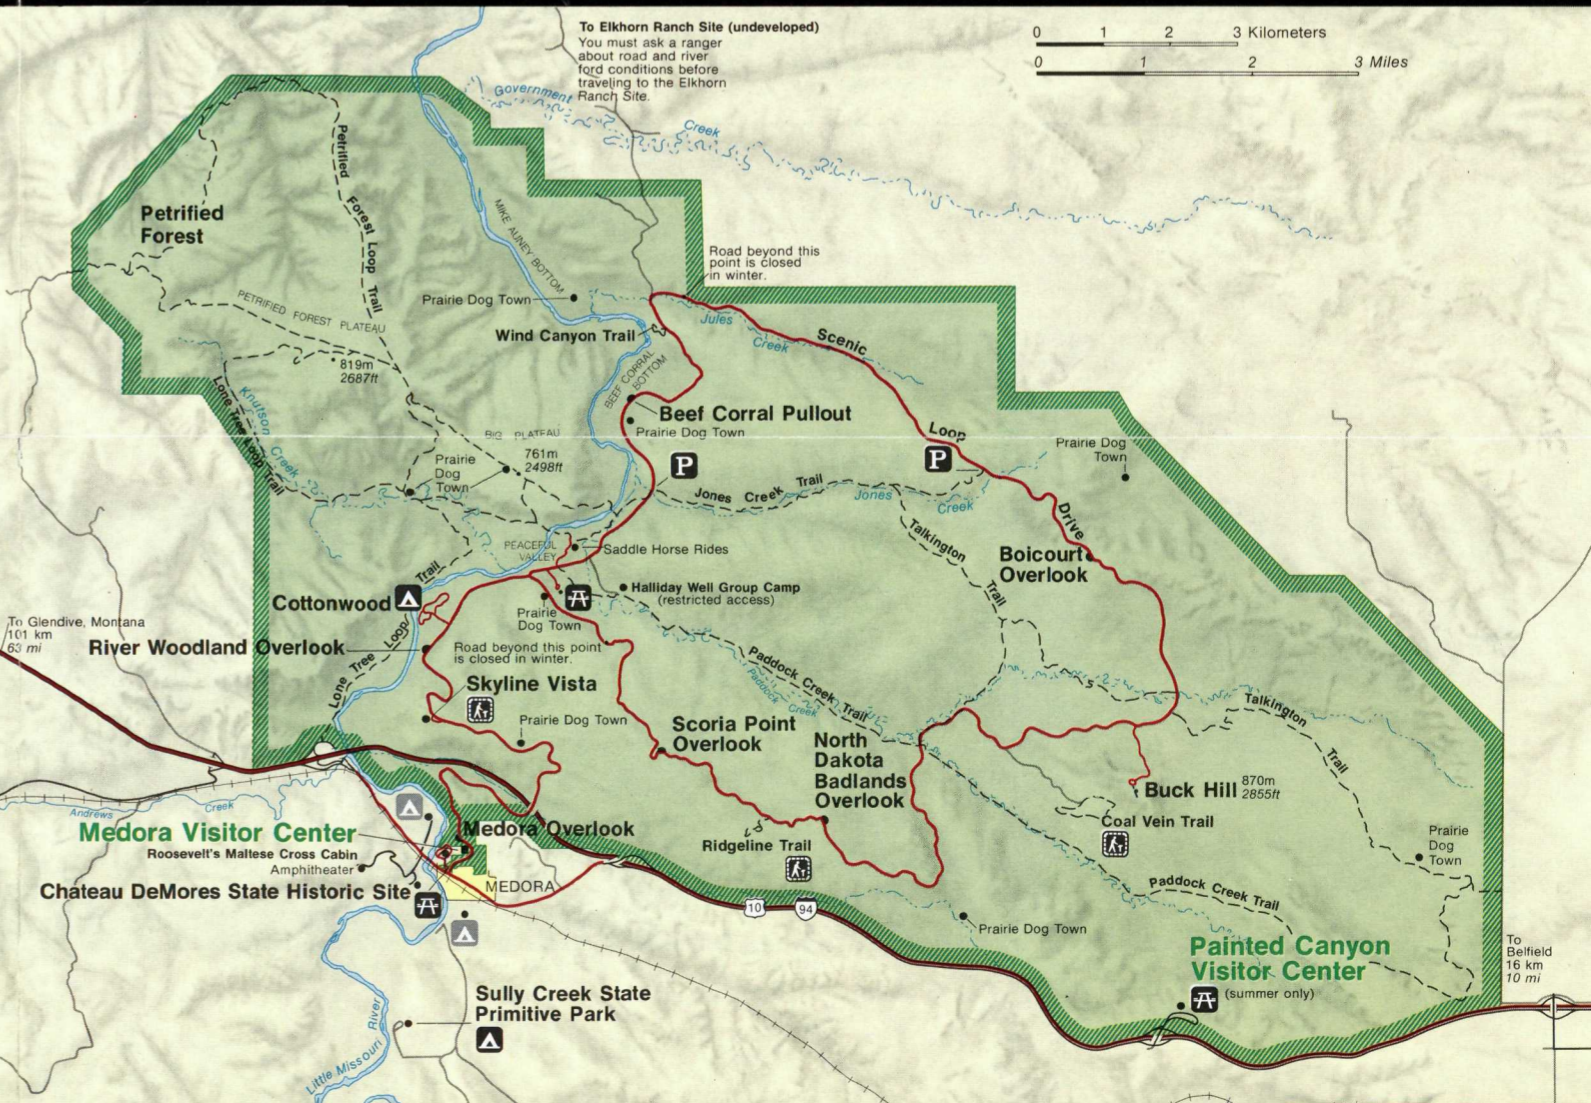 To Elkhorn Ranch Site (undeveloped)
You must ask a ranger
about road and river
ford conditions before
traveling to the Elkhorn
Ranch Site.
0 1 2 3 Kilometers
0 1 2 3 Miles
Government
Creek
Petrified
Forest Loop Trail
Petrified
Forest
MIKE AUNEY BOTTOM
Road beyond this
point is closed
in winter.
PETRIFIED FOREST PLATEAU
Prairie Dog Town
Wind Canyon Trail
Jules
Creek
Scenic
819m
2687ft
BEEF CORRAL
BOTTOM
Lone Tree Loop Trail
Knutson
Creek
Beef Corral Pullout
Prairie Dog Town
Loop
BIG PLATEAU
761m
2498ft
Prairie
Dog
Town
P
P
Prairie Dog
Town
Jones Creek Trail
Jones
Creek
Drive
Talkington
Trail
PEACEFUL
VALLEY
Saddle Horse Rides
Boicourt
Overlook
Trail
Halliday Well Group Camp
(restricted access)
Cottonwood
Prairie
Dog Town
To Glendive, Montana
101 km
63 mi
River Woodland Overlook
Lone Tree Loop
Road beyond this point
is closed in winter.
Paddock Creek Trail
Paddock
Creek
Skyline Vista
Prairie Dog Town
Scoria Point
Overlook
North
Dakota
Badlands
Overlook
Talkington
Trail
Buck Hill
870m
2855ft
Coal Vein Trail
Andrews
Creek
Medora Visitor Center
Medora Overlook
Roosevelt's Maltese Cross Cabin
Amphitheater
Ridgeline Trail
Prairie
Dog
Town
Chateau DeMores State Historic Site
MEDORA
10
94
Paddock Creek Trail
Prairie Dog Town
Painted Canyon
Visitor Center
(summer only)
To
Belfield
16 km
10 mi
Sully Creek State
Primitive Park
Little Missouri River